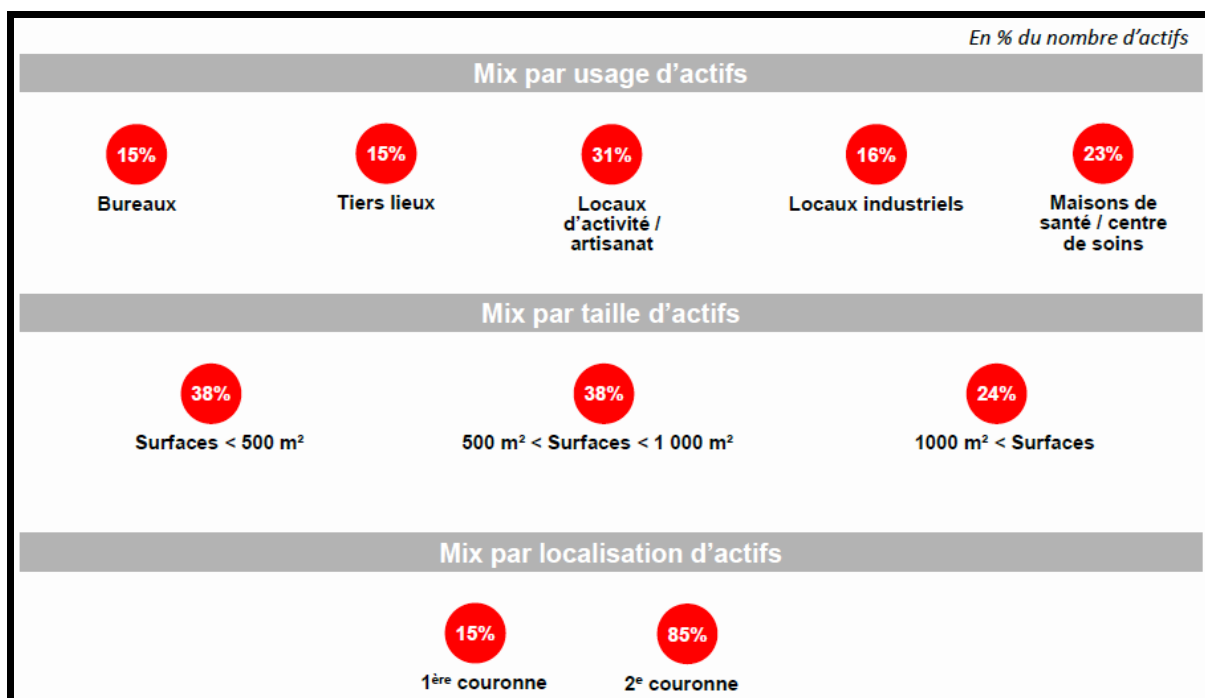 En % du nombre d'actifs
Mix par usage d'actifs
15%
Bureaux
15%
Tiers lieux
31%
Locaux
d'activité /
artisanat
16%
Locaux industriels
23%
Maisons de
santé / centre
de soins
Mix par taille d'actifs
38%
Surfaces < 500 m²
38%
500 m² < Surfaces < 1 000 m²
24%
1000 m² < Surfaces
Mix par localisation d'actifs
15%
1ère couronne
85%
2e couronne